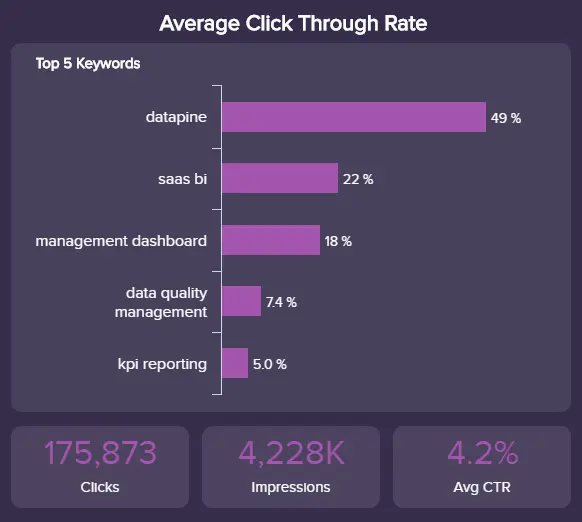 Average Click Through Rate
Top 5 Keywords
datapine
49 %
saas bi
22 %
management dashboard
18 %
data quality
management
7.4 %
kpi reporting
5.0 %
175,873
Clicks
4,228K
Impressions
4.2%
Avg CTR